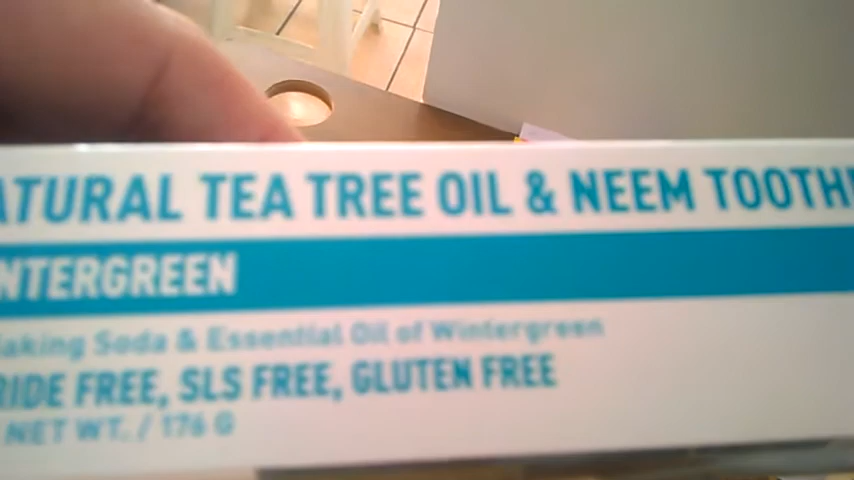 ATURAL TEA TREE OIL & NEEM TOOTH
NTERGREEN
aking Soda & Essential Oil of Wintergreen
RIDE FREE, SLS FREE, GLUTEN FREE
NET WT. / 176 G